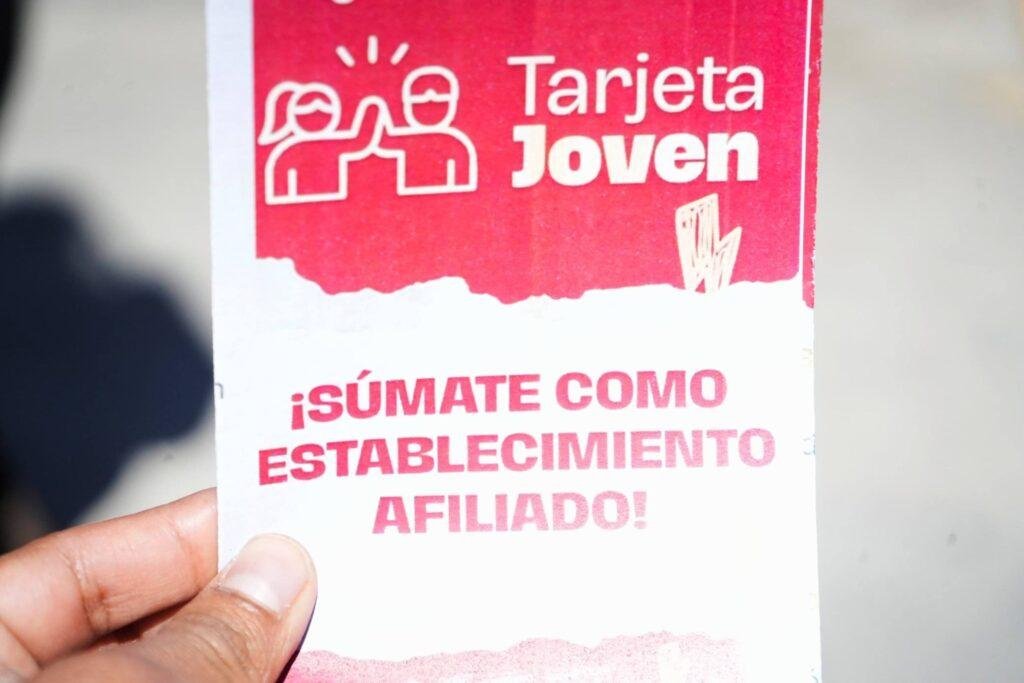 Tarjeta
Joven
¡SÚMATE COMO
ESTABLECIMIENTO
AFILIADO!